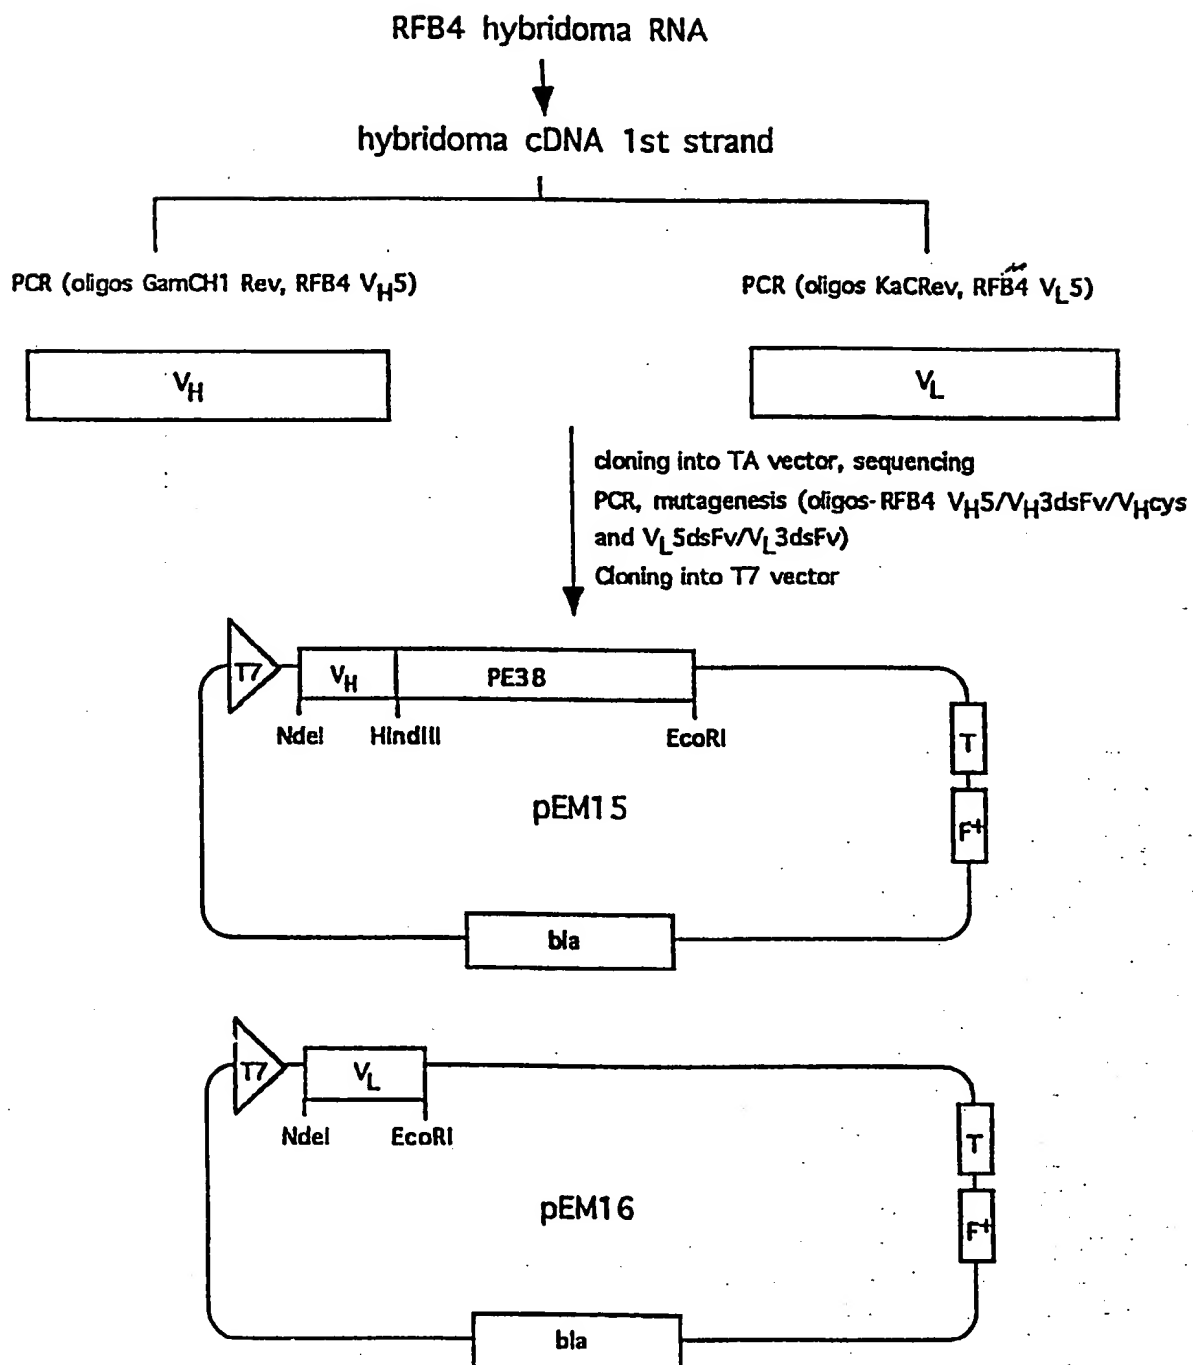 RFB4 hybridoma RNA
hybridoma cDNA 1st strand
PCR (oligos GamCH1 Rev, RFB4 VH5)
PCR (oligos KaCRev, RFB4 VL5)
VH
VL
cloning into TA vector, sequencing
PCR, mutagenesis (oligos-RFB4 VH5/VH3dsFv/VHcys
and VL5dsFv/VL3dsFv)
Cloning into T7 vector
T7
VH
PE38
NdeI
HindIII
EcoRI
T
pEM15
F+
bla
T7
VL
NdeI
EcoRI
T
pEM16
F+
bla